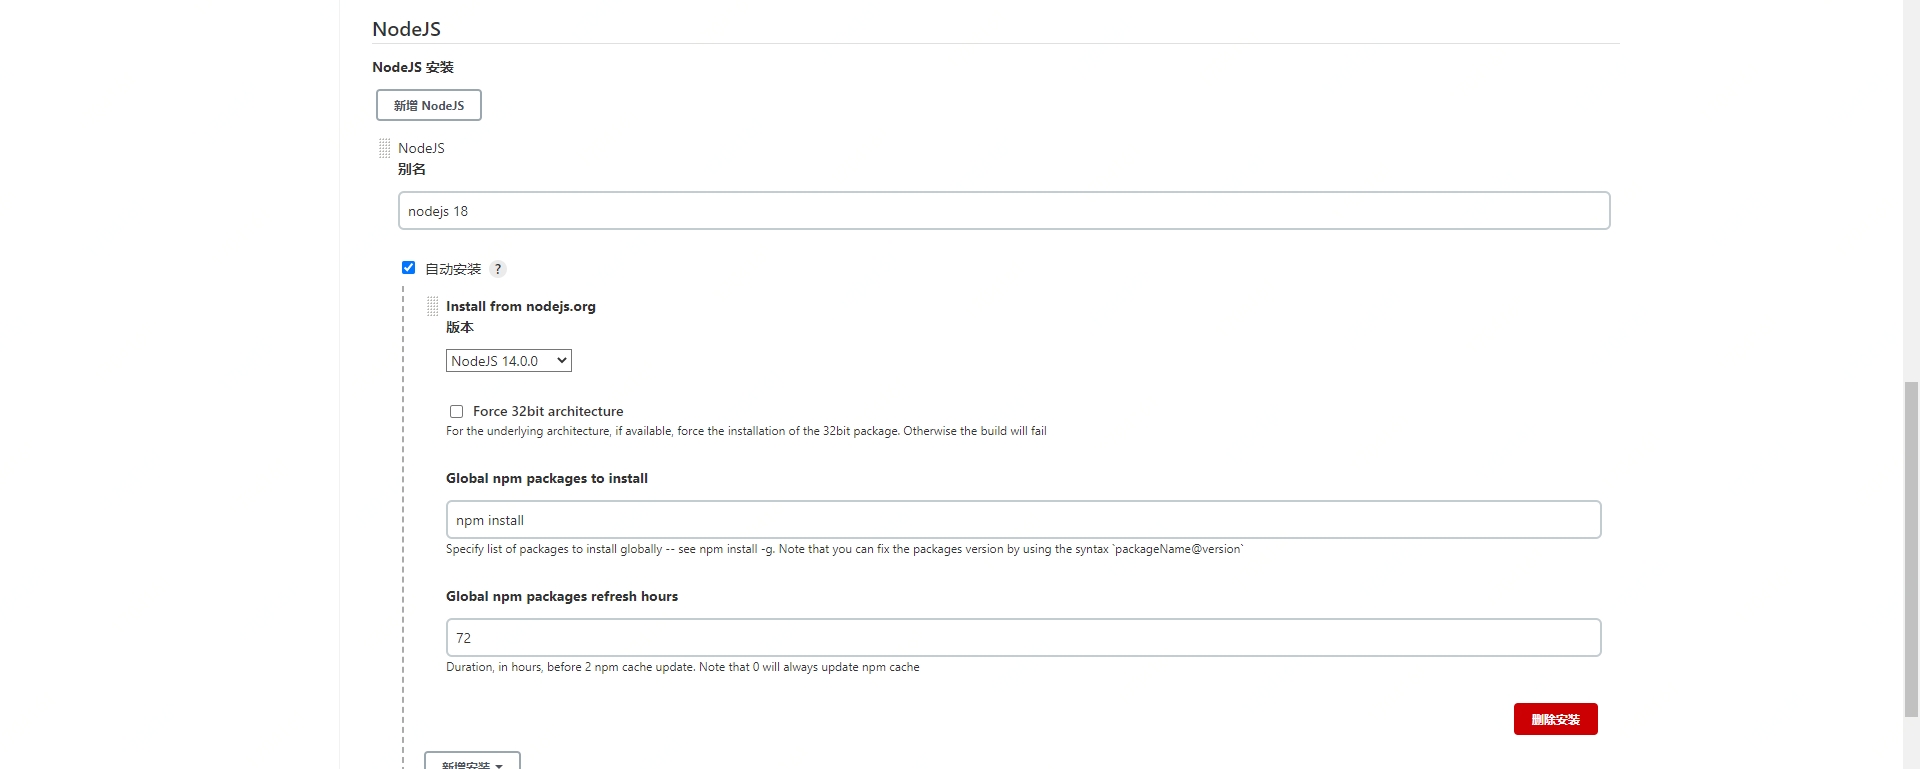 NodeJS
NodeJS 安装
新增 NodeJS
NodeJS
别名
nodejs 18
自动安装 ?
Install from nodejs.org
版本
NodeJS 14.0.0
Force 32bit architecture
For the underlying architecture, if available, force the installation of the 32bit package. Otherwise the build will fail
Global npm packages to install
npm install
Specify list of packages to install globally -- see npm install -g. Note that you can fix the packages version by using the syntax `packageName@version`
Global npm packages refresh hours
72
Duration, in hours, before 2 npm cache update. Note that 0 will always update npm cache
删除安装
新增安装